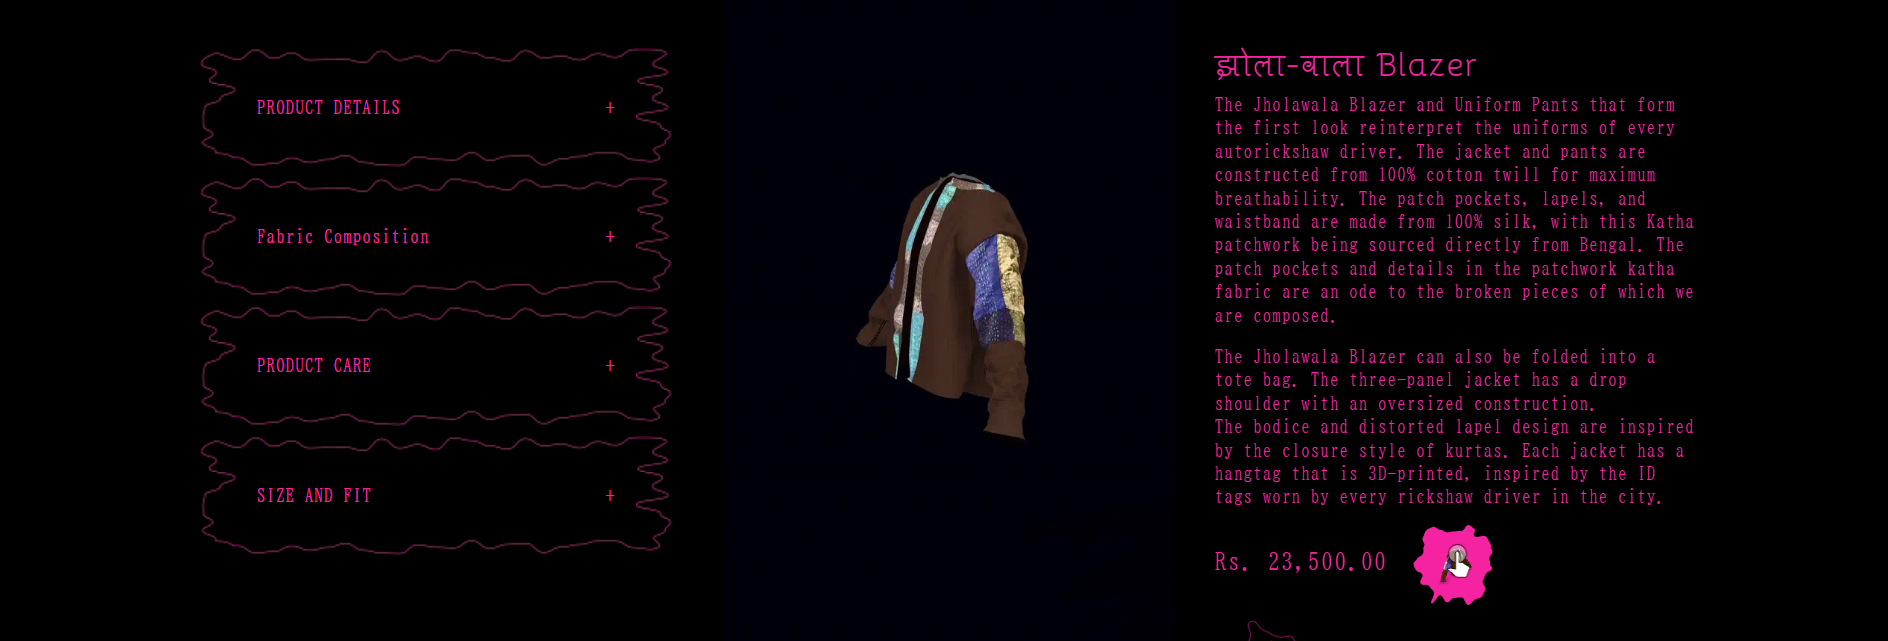 PRODUCT DETAILS +
Fabric Composition +
PRODUCT CARE +
SIZE AND FIT +
झोला-वाला Blazer
The Jholawala Blazer and Uniform Pants that form
the first look reinterpret the uniforms of every
autorickshaw driver. The jacket and pants are
constructed from 100% cotton twill for maximum
breathability. The patch pockets, lapels, and
waistband are made from 100% silk, with this Katha
patchwork being sourced directly from Bengal. The
patch pockets and details in the patchwork katha
fabric are an ode to the broken pieces of which we
are composed.
The Jholawala Blazer can also be folded into a
tote bag. The three-panel jacket has a drop
shoulder with an oversized construction.
The bodice and distorted lapel design are inspired
by the closure style of kurtas. Each jacket has a
hangtag that is 3D-printed, inspired by the ID
tags worn by every rickshaw driver in the city.
Rs. 23,500.00